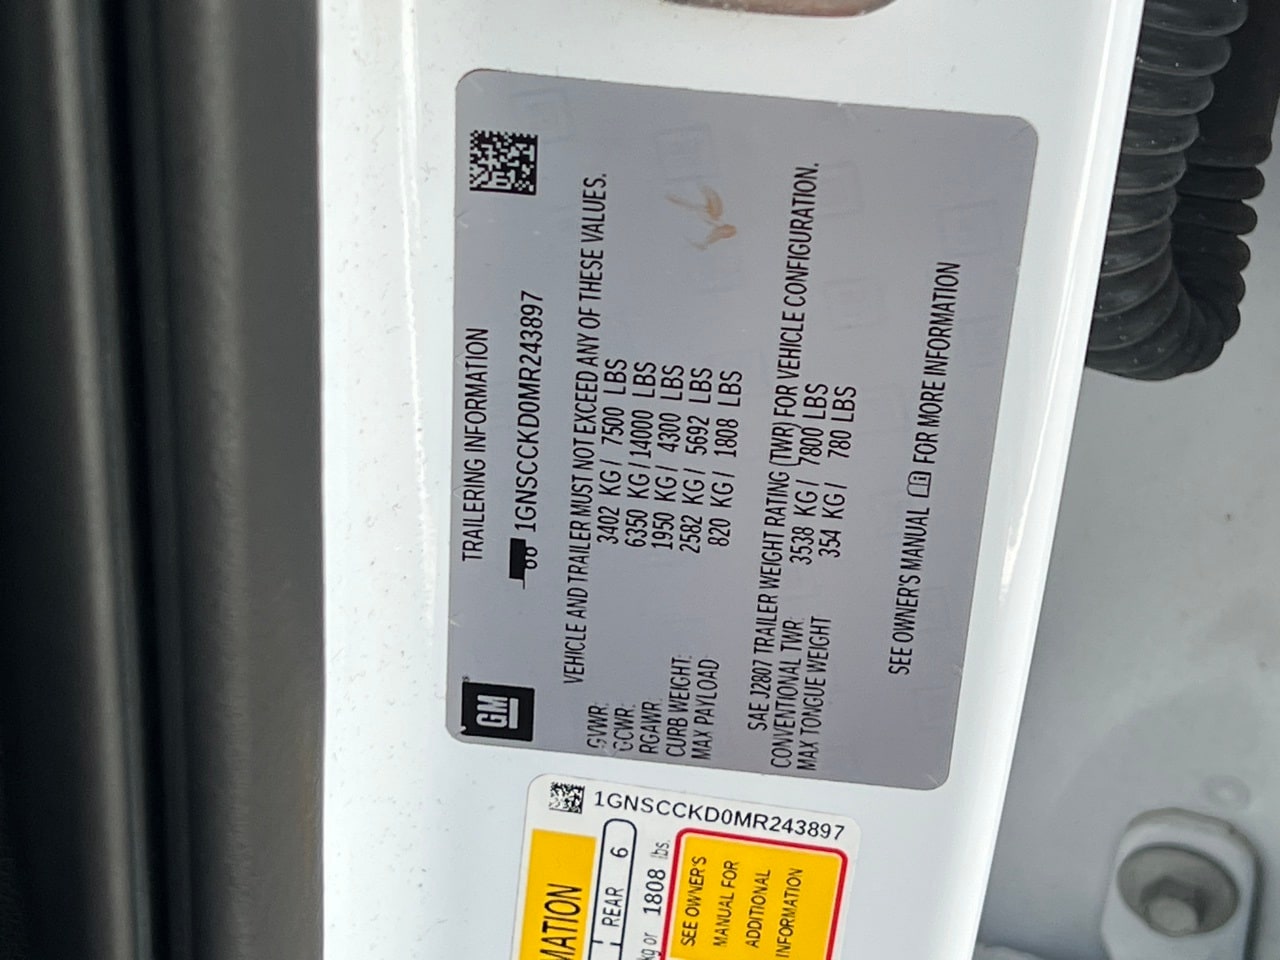 GM
TRAILERING INFORMATION
1GNSCCKD0MR243897
VEHICLE AND TRAILER MUST NOT EXCEED ANY OF THESE VALUES.
GVWR: 3402 KG / 7500 LBS
GCWR: 6350 KG / 14000 LBS
RGAWR: 1950 KG / 4300 LBS
CURB WEIGHT: 2582 KG / 5692 LBS
MAX PAYLOAD: 820 KG / 1808 LBS
SAE J2807 TRAILER WEIGHT RATING (TWR) FOR VEHICLE CONFIGURATION.
CONVENTIONAL TWR 3538 KG / 7800 LBS
MAX TONGUE WEIGHT 354 KG / 780 LBS
SEE OWNER'S MANUAL FOR MORE INFORMATION
1GNSCCKD0MR243897
MATION
REAR 6
kg or 1808 lbs.
SEE OWNER'S
MANUAL FOR
ADDITIONAL
INFORMATION